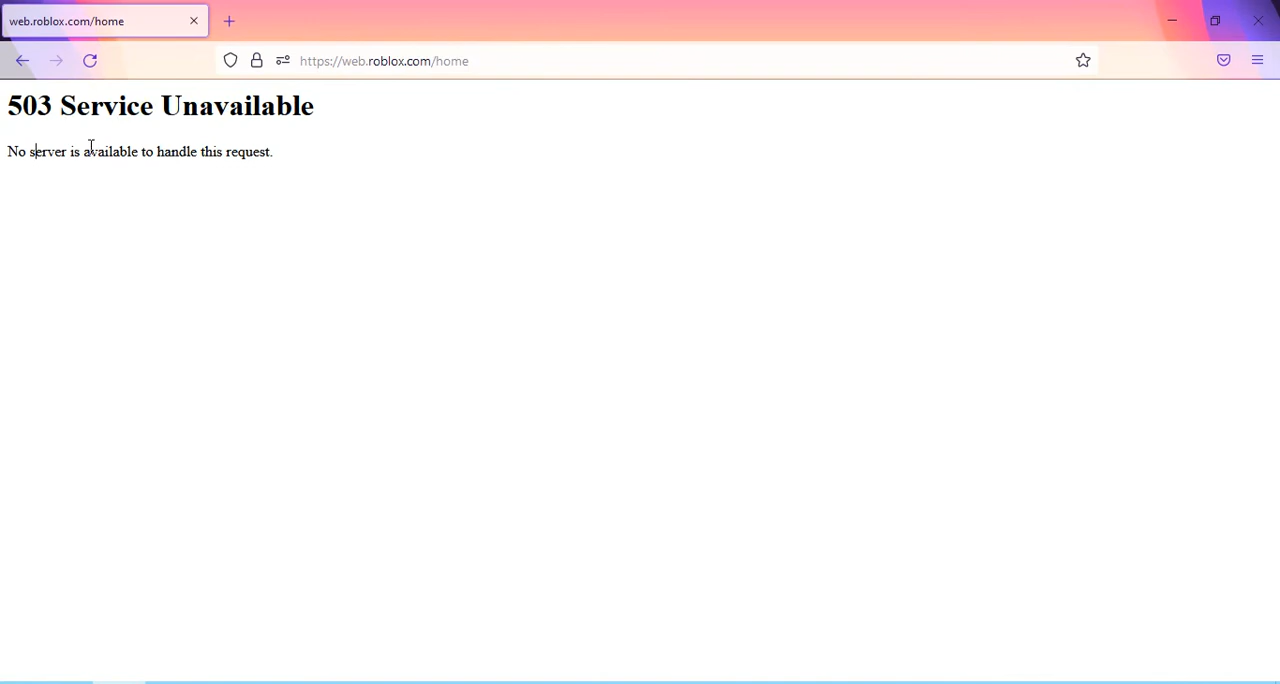 web.roblox.com/home
https://web.roblox.com/home
503 Service Unavailable
No server is available to handle this request.